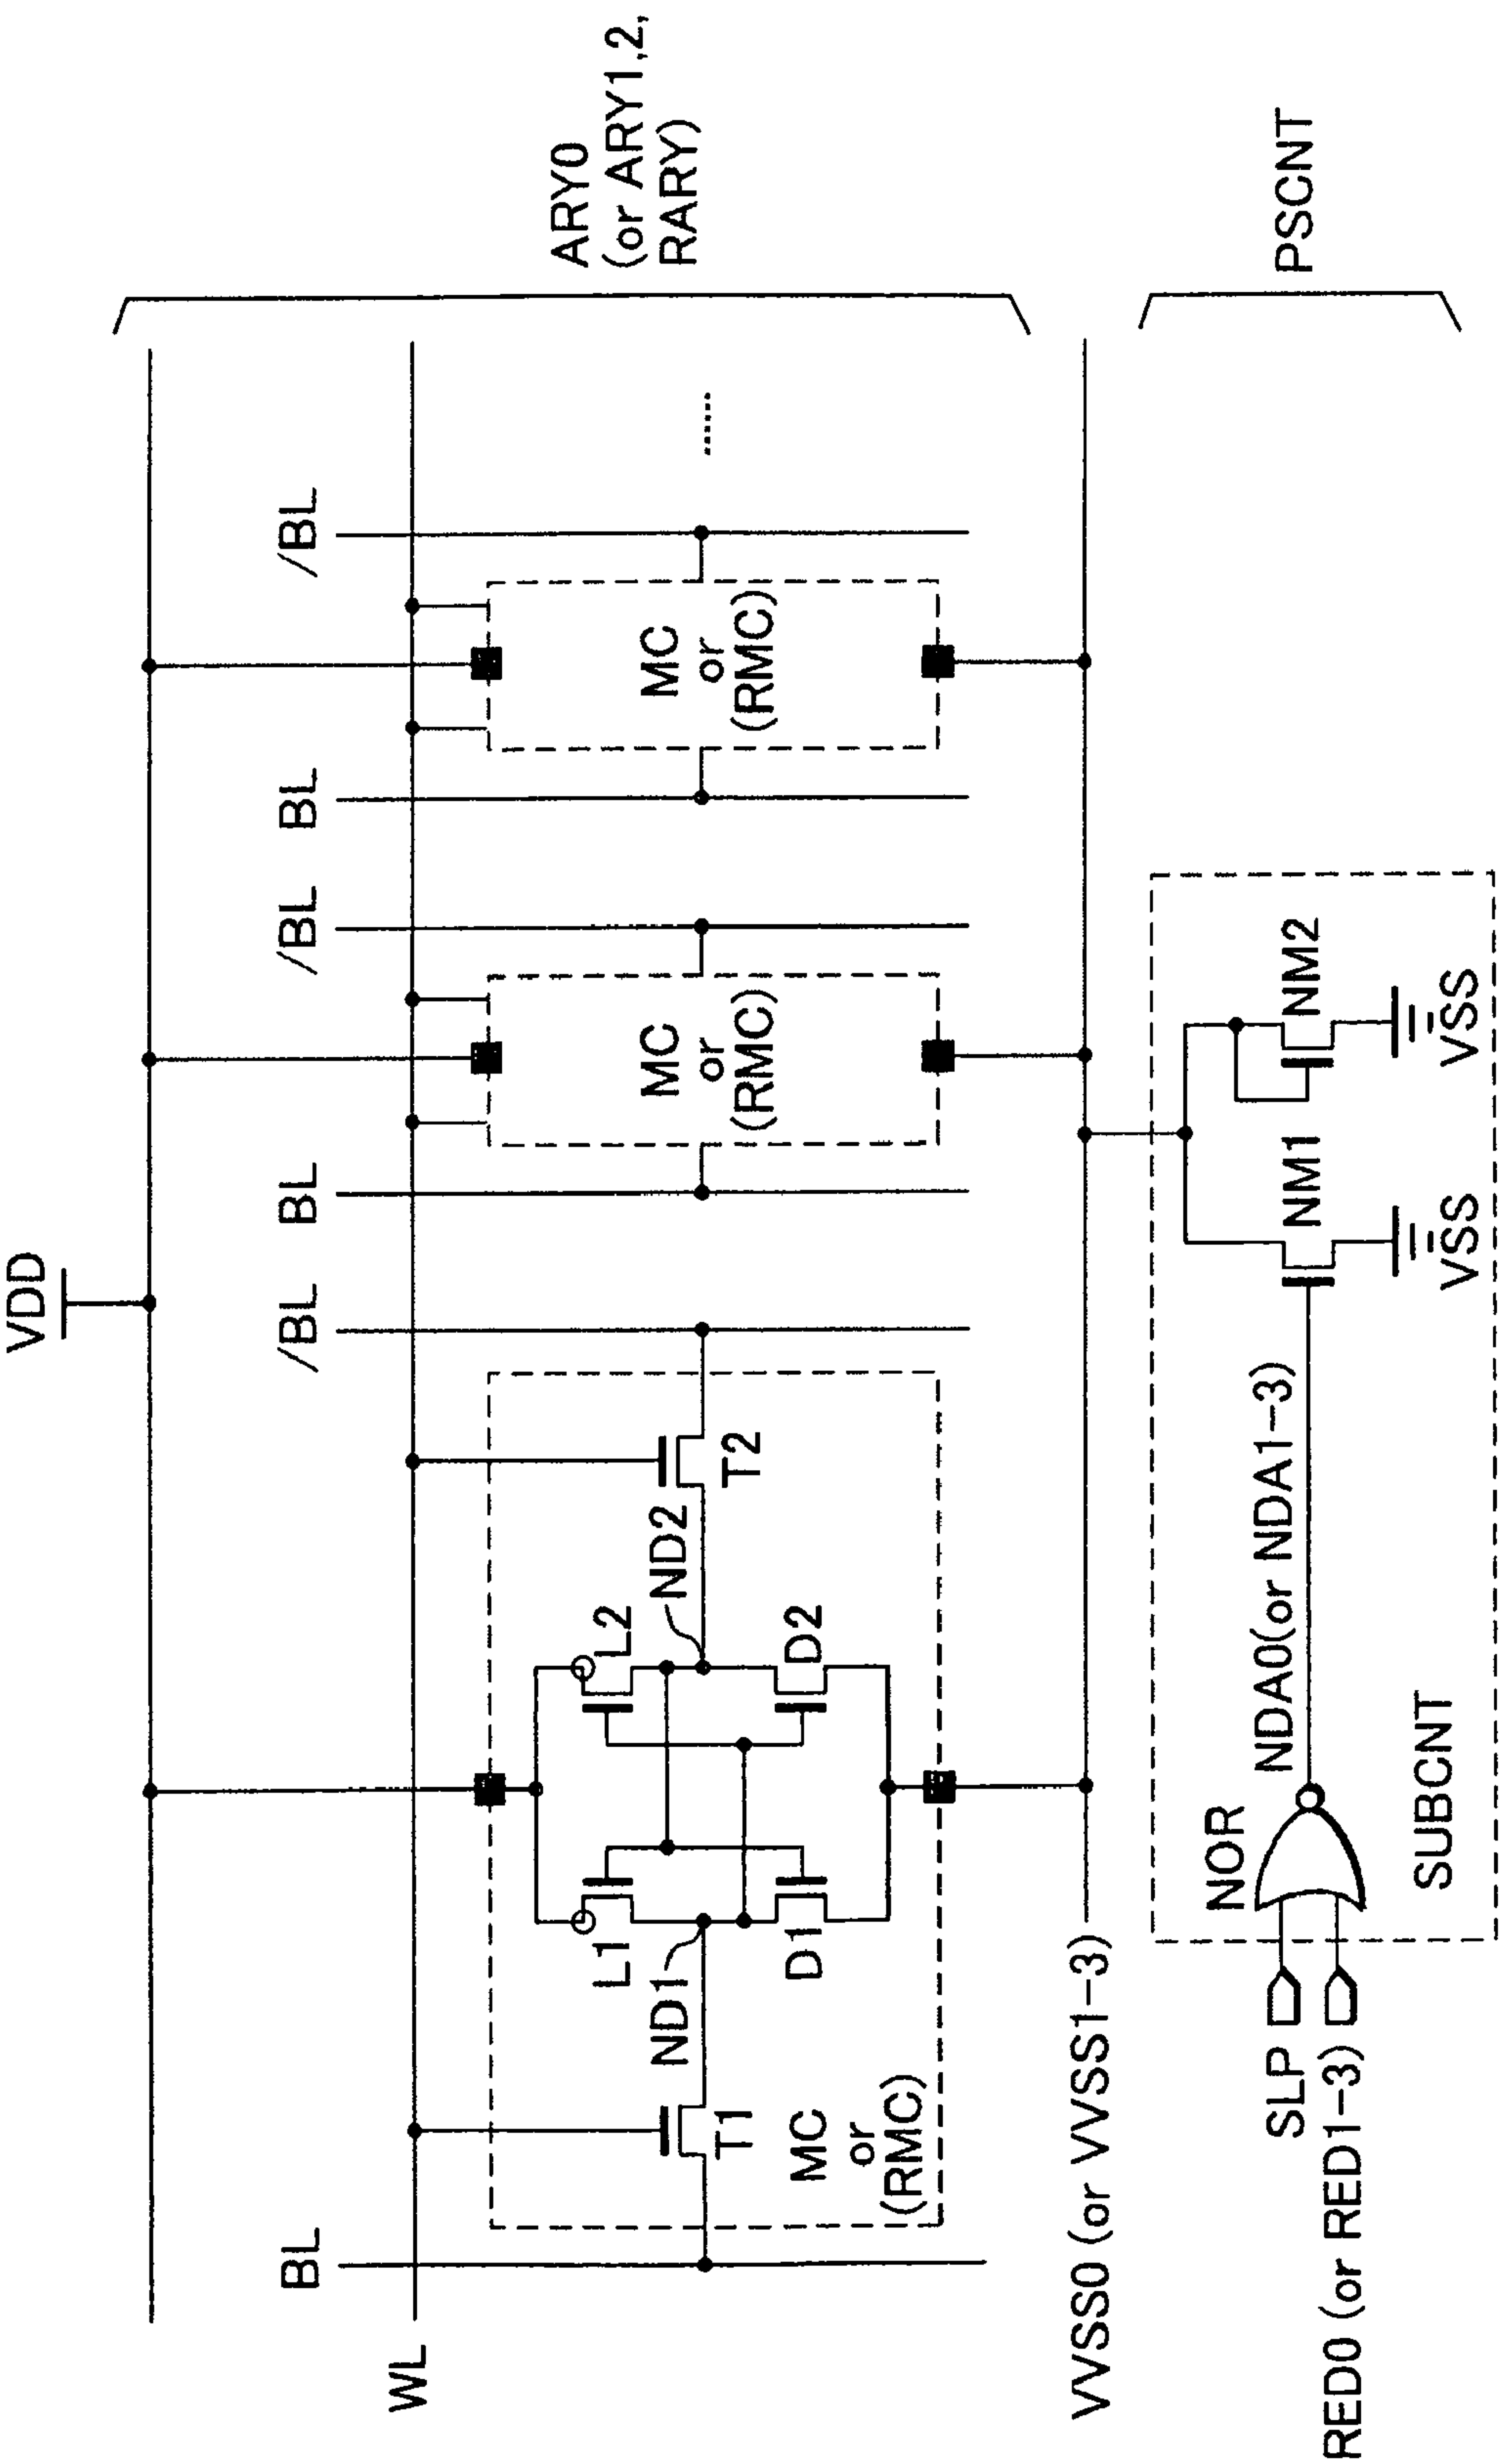 VDD
ARY0
(or ARY1,2,
RARY)
BL
/BL
BL
/BL
BL
/BL
WL
L1
L2
ND1
ND2
T1
T2
D1
D2
MC
or
(RMC)
MC
or
(RMC)
MC
or
(RMC)
......
VVSS0 (or VVSS1-3)
PSCNT
SLP
RED0 (or RED1-3)
NOR
NDA0(or NDA1-3)
NM1
NM2
VSS
VSS
SUBCNT